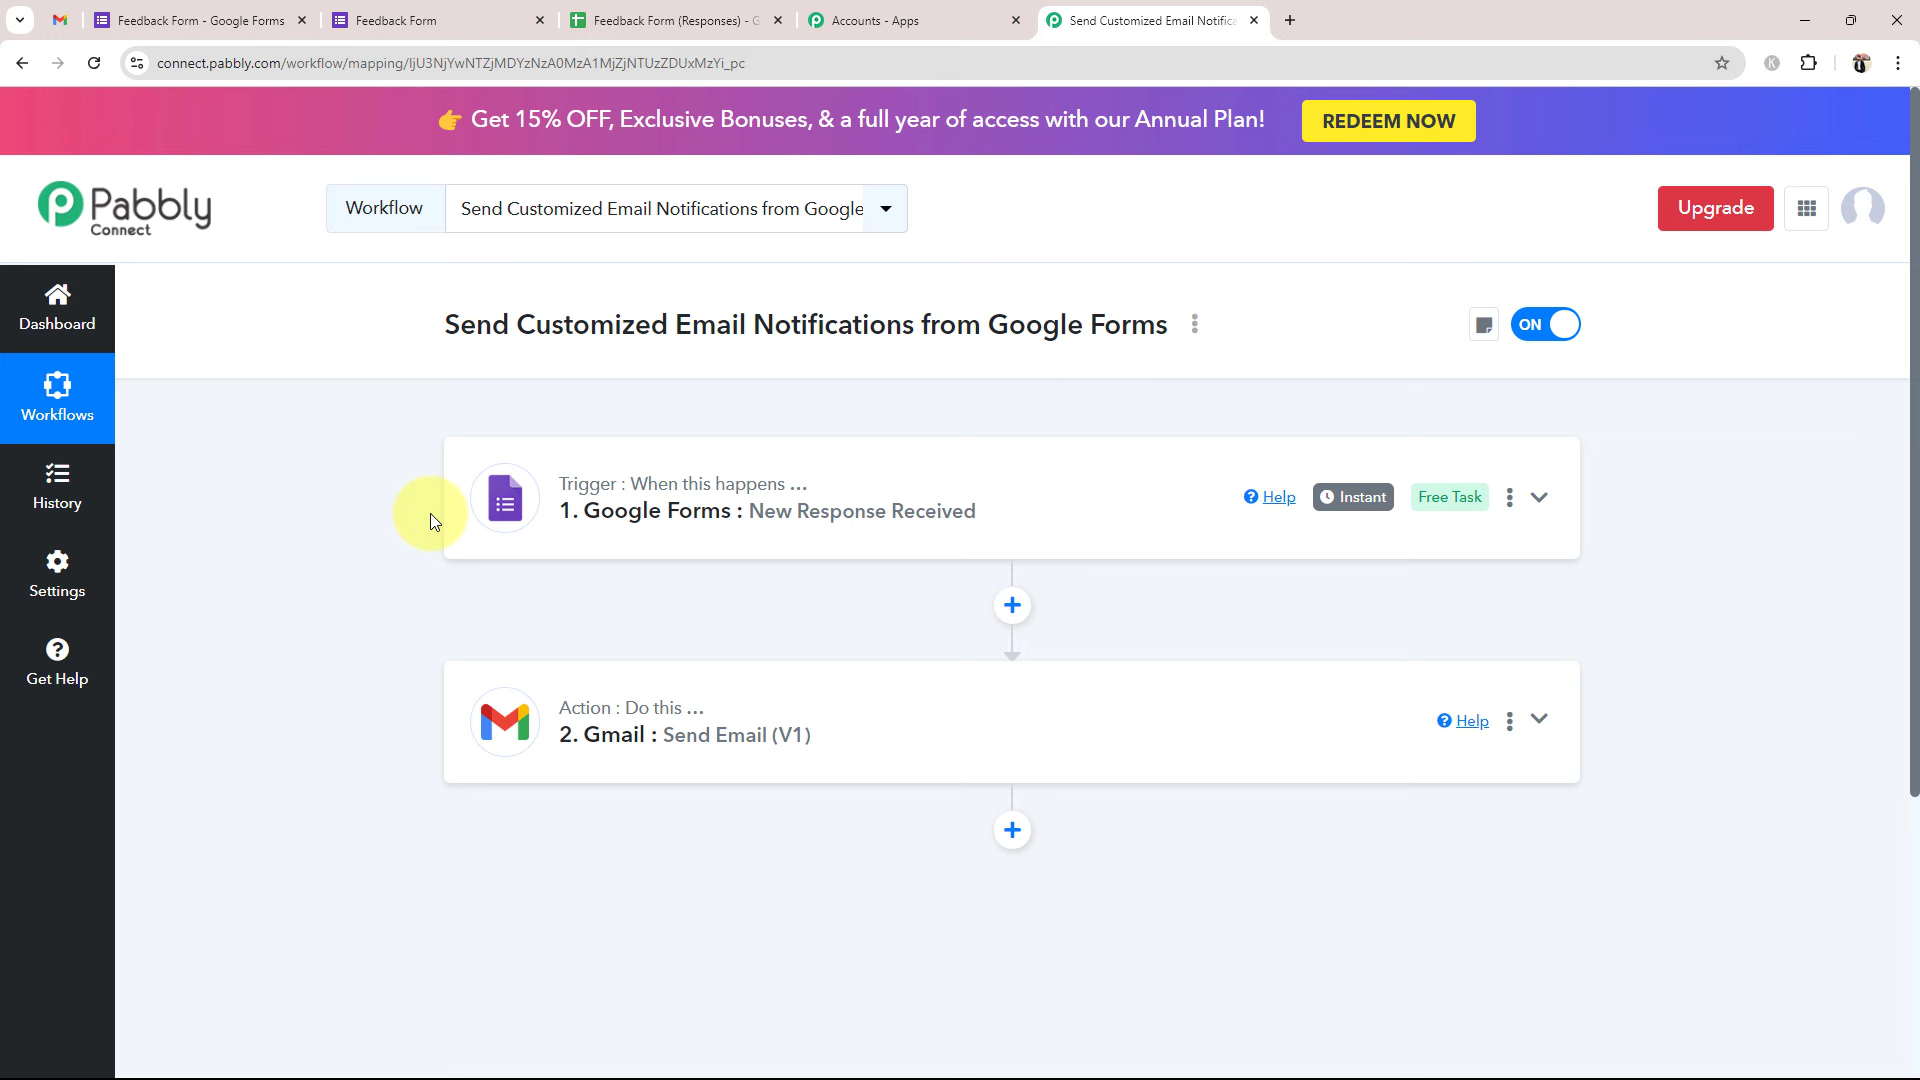 Feedback Form - Google Forms
Feedback Form
Feedback Form (Responses) - G
Accounts - Apps
Send Customized Email Notific
connect.pabbly.com/workflow/mapping/IjU3NjYwNTZjMDYzNzA0MzA1MjZjNTUzZDUxMzYi_pc
K
👉 Get 15% OFF, Exclusive Bonuses, & a full year of access with our Annual Plan!
REDEEM NOW
Pabbly
Connect
Workflow
Send Customized Email Notifications from Google
Upgrade
Dashboard
Workflows
History
Settings
Get Help
Send Customized Email Notifications from Google Forms
ON
Trigger : When this happens ...
1. Google Forms : New Response Received
Help
Instant
Free Task
Action : Do this ...
2. Gmail : Send Email (V1)
Help